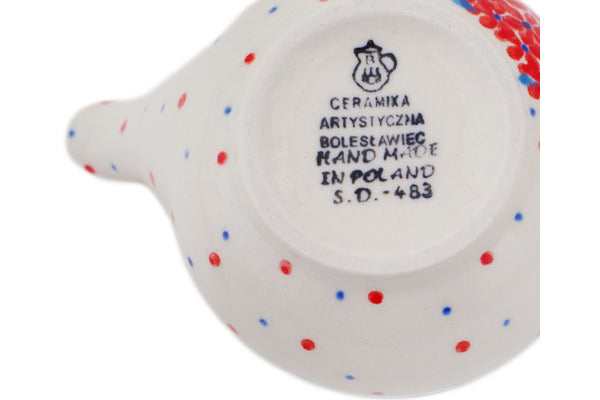 B
CERAMIKA
ARTYSTYCZNA
BOLESŁAWIEC
HAND MADE
IN POLAND
S.D.-483